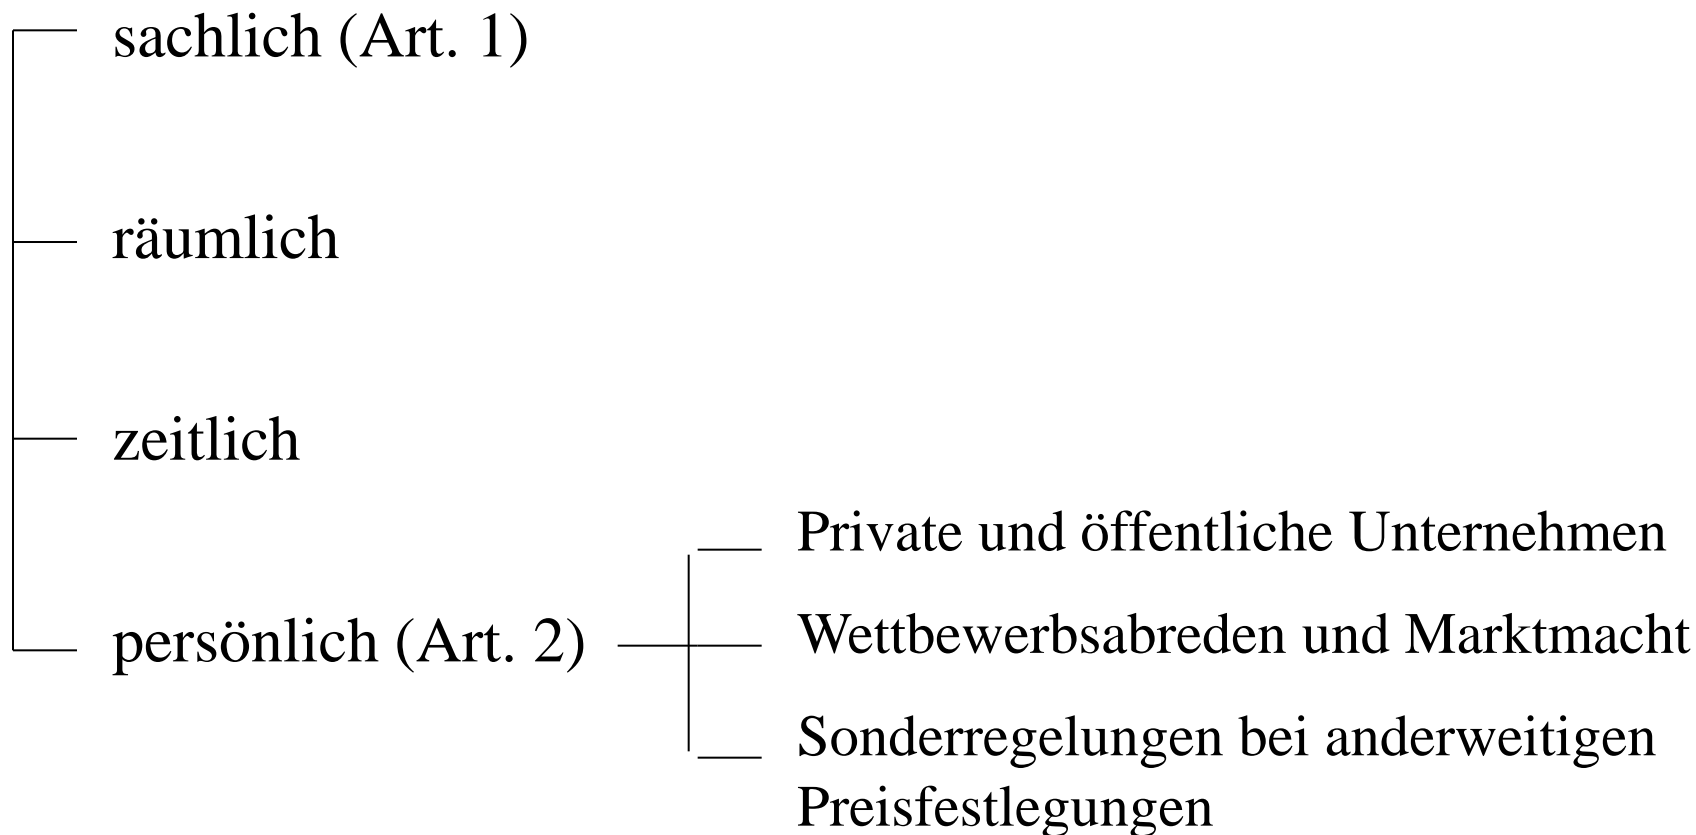 sachlich (Art. 1)
räumlich
zeitlich
persönlich (Art. 2)
Private und öffentliche Unternehmen
Wettbewerbsabreden und Marktmacht
Sonderregelungen bei anderweitigen
Preisfestlegungen